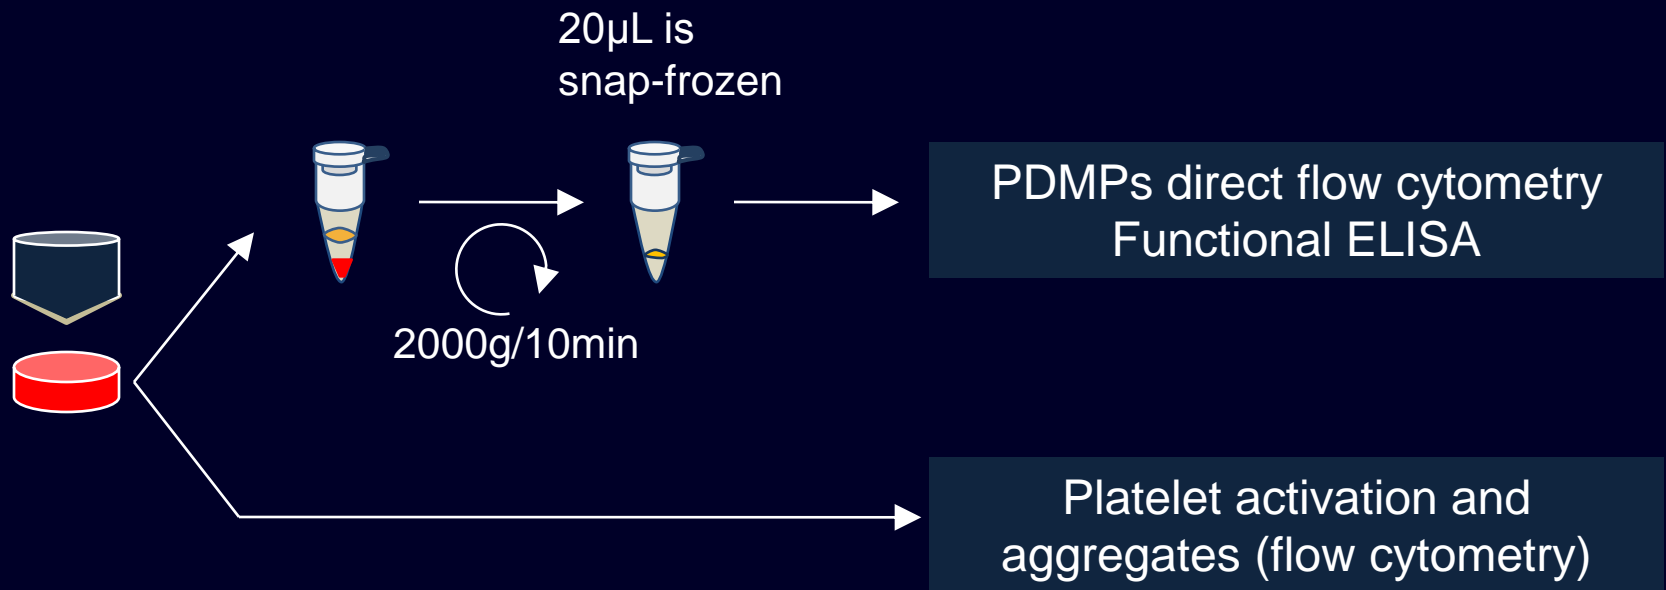 20µL is
snap-frozen
2000g/10min
PDMPs direct flow cytometry
Functional ELISA
Platelet activation and
aggregates (flow cytometry)